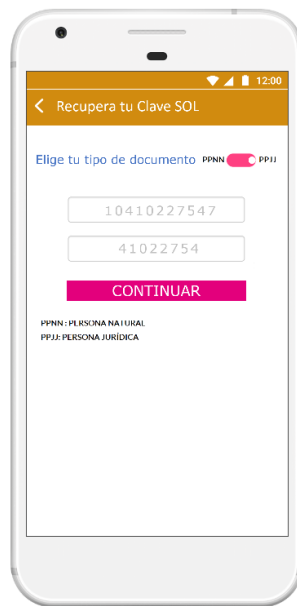 12:00
Recupera tu Clave SOL
Elige tu tipo de documento PPNN PPJJ
10410227547
41022754
CONTINUAR
PPNN : PERSONA NATURAL
PPJJ: PERSONA JURÍDICA